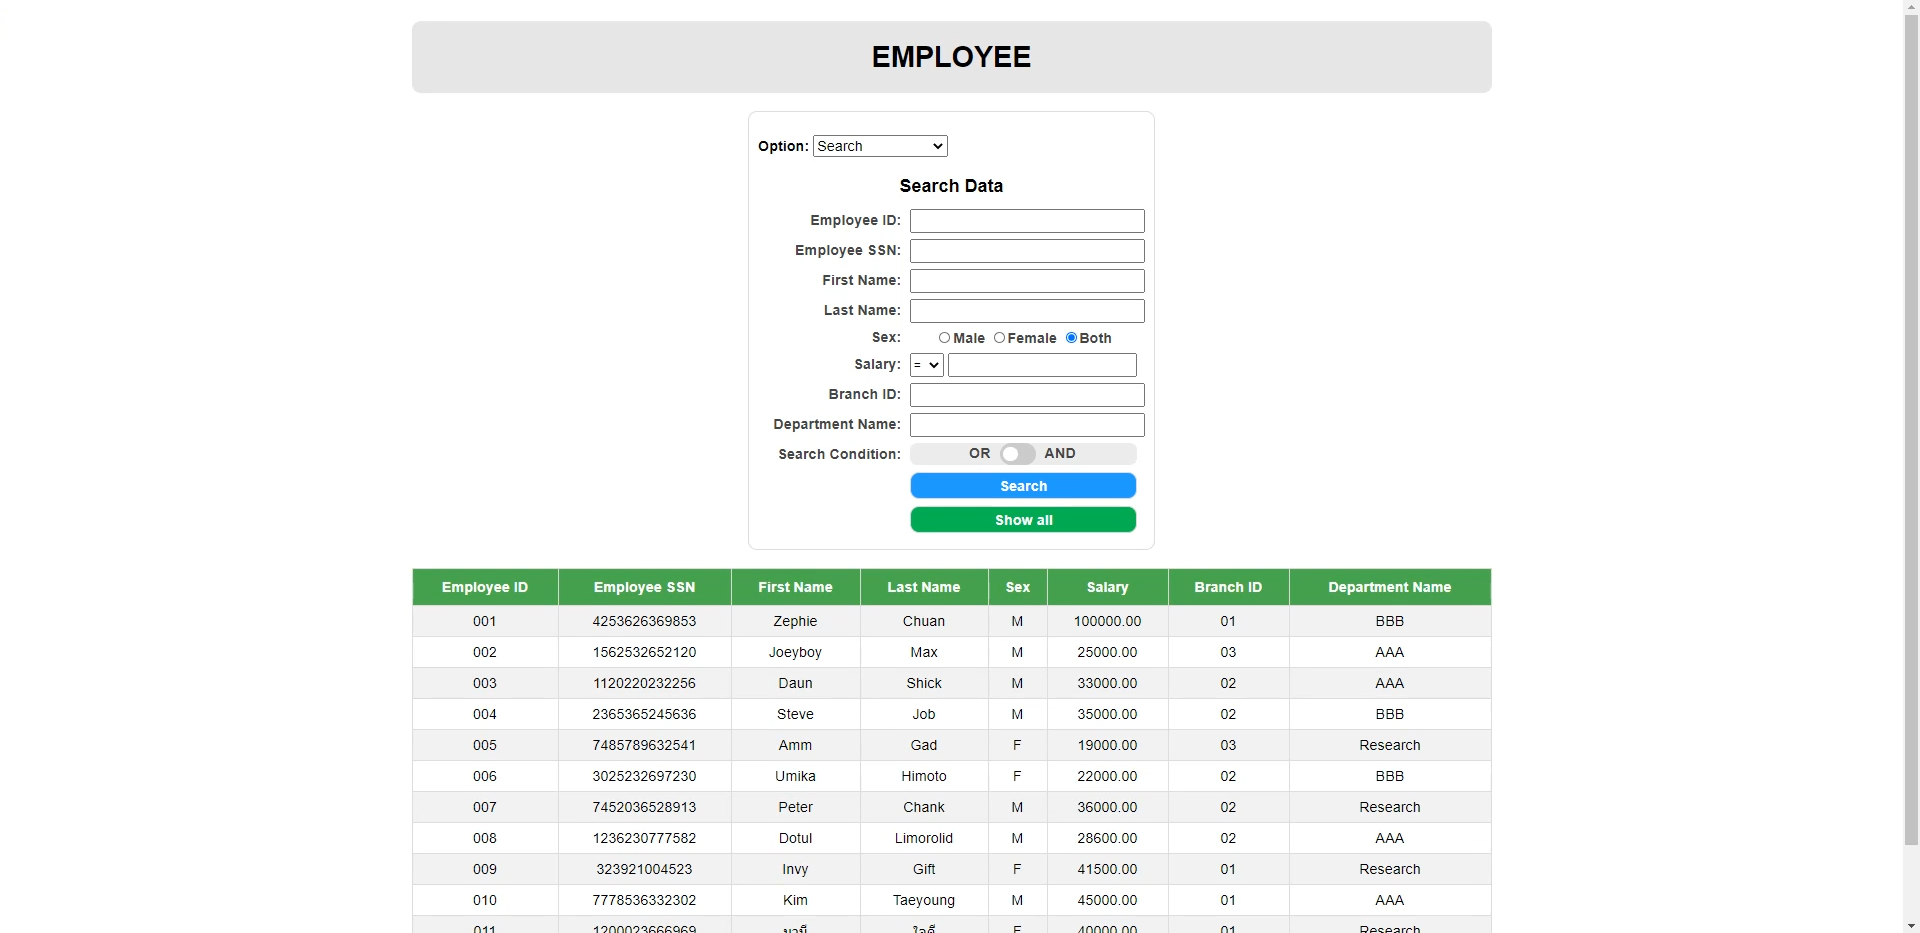 EMPLOYEE
Option: Search
Search Data
Employee ID:
Employee SSN:
First Name:
Last Name:
Sex: Male Female Both
Salary: =
Branch ID:
Department Name:
Search Condition: OR AND
Search
Show all
Employee ID Employee SSN First Name Last Name Sex Salary Branch ID Department Name
001 4253626369853 Zephie Chuan M 100000.00 01 BBB
002 1562532652120 Joeyboy Max M 25000.00 03 AAA
003 1120220232256 Daun Shick M 33000.00 02 AAA
004 2365365245636 Steve Job M 35000.00 02 BBB
005 7485789632541 Amm Gad F 19000.00 03 Research
006 3025232697230 Umika Himoto F 22000.00 02 BBB
007 7452036528913 Peter Chank M 36000.00 02 Research
008 1236230777582 Dotul Limorolid M 28600.00 02 AAA
009 323921004523 Invy Gift F 41500.00 01 Research
010 7778536332302 Kim Taeyoung M 45000.00 01 AAA
011 1200023666969 F 40000.00 01 Research